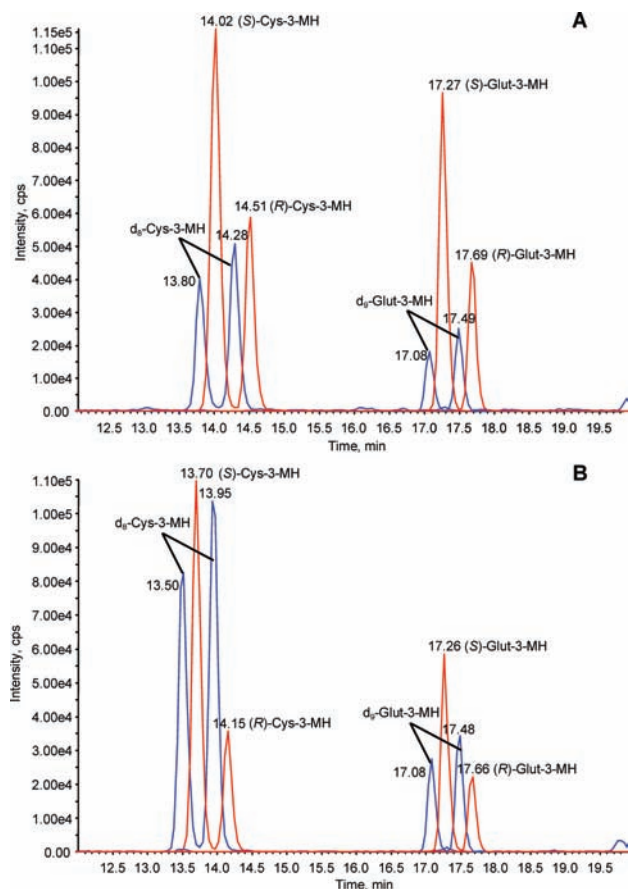 A
14.02 (S)-Cys-3-MH
1.15e5
1.10e5
1.00e5
9.00e4
8.00e4
7.00e4
6.00e4
5.00e4
4.00e4
3.00e4
2.00e4
1.00e4
0.00
Intensity, cps
17.27 (S)-Glut-3-MH
14.51 (R)-Cys-3-MH
d8-Cys-3-MH
14.28
13.80
17.69 (R)-Glut-3-MH
d9-Glut-3-MH
17.49
17.08
12.5 13.0 13.5 14.0 14.5 15.0 15.5 16.0 16.5 17.0 17.5 18.0 18.5 19.0 19.5
Time, min
B
13.70 (S)-Cys-3-MH
1.10e5
1.00e5
9.00e4
8.00e4
7.00e4
6.00e4
5.00e4
4.00e4
3.00e4
2.00e4
1.00e4
0.00
Intensity, cps
13.95
d8-Cys-3-MH
13.50
17.26 (S)-Glut-3-MH
14.15 (R)-Cys-3-MH
d9-Glut-3-MH
17.48
17.08
17.66 (R)-Glut-3-MH
12.5 13.0 13.5 14.0 14.5 15.0 15.5 16.0 16.5 17.0 17.5 18.0 18.5 19.0 19.5
Time, min